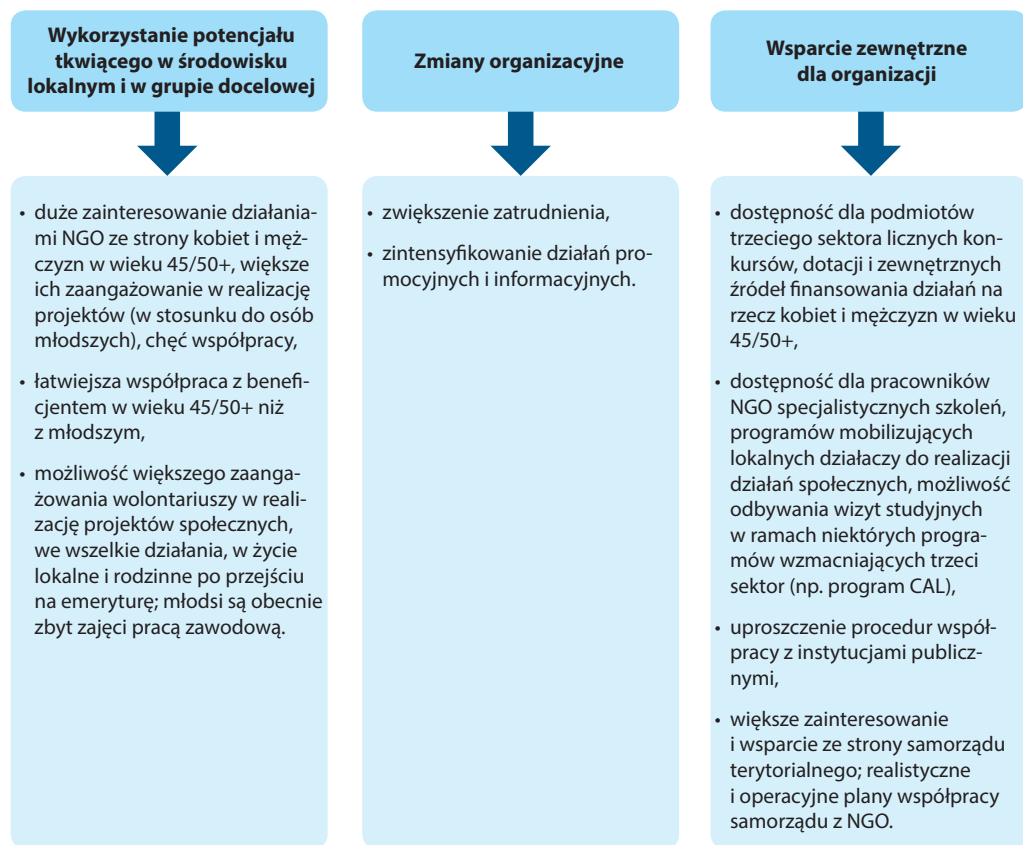 Wykorzystanie potencjału
tkwiącego w środowisku
lokalnym i w grupie docelowej
• duże zainteresowanie działania-
mi NGO ze strony kobiet i męż-
czyzn w wieku 45/50+, większe
ich zaangażowanie w realizację
projektów (w stosunku do osób
młodszych), chęć współpracy,
• łatwiejsza współpraca z benefi-
cjentem w wieku 45/50+ niż
z młodszym,
• możliwość większego zaanga-
żowania wolontariuszy w reali-
zację projektów społecznych,
we wszelkie działania, w życie
lokalne i rodzinne po przejściu
na emeryturę; młodsi są obecnie
zbyt zajęci pracą zawodową.
Zmiany organizacyjne
• zwiększenie zatrudnienia,
• zintensyfikowanie działań pro-
mocyjnych i informacyjnych.
Wsparcie zewnętrzne
dla organizacji
• dostępność dla podmiotów
trzeciego sektora licznych kon-
kursów, dotacji i zewnętrznych
źródeł finansowania działań na
rzecz kobiet i mężczyzn w wieku
45/50+,
• dostępność dla pracowników
NGO specjalistycznych szkoleń,
programów mobilizujących
lokalnych działaczy do realizacji
działań społecznych, możliwość
odbywania wizyt studyjnych
w ramach niektórych progra-
mów wzmacniających trzeci
sektor (np. program CAL),
• uproszczenie procedur współ-
pracy z instytucjami publicz-
nymi,
• większe zainteresowanie
i wsparcie ze strony samorządu
terytorialnego; realistyczne
i operacyjne plany współpracy
samorządu z NGO.